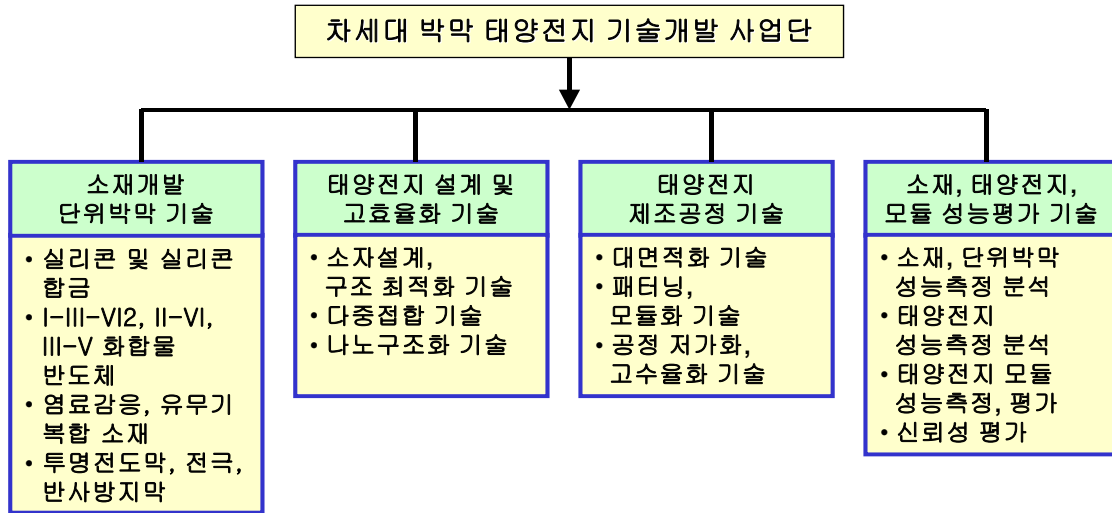 차세대 박막 태양전지 기술개발 사업단
소재개발
단위박막 기술
• 실리콘 및 실리콘
합금
• I-III-VI2, II-VI,
III-V 화합물
반도체
• 염료감응, 유무기
복합 소재
• 투명전도막, 전극,
반사방지막
태양전지 설계 및
고효율화 기술
• 소자설계,
구조 최적화 기술
• 다중접합 기술
• 나노구조화 기술
태양전지
제조공정 기술
• 대면적화 기술
• 패터닝,
모듈화 기술
• 공정 저가화,
고수율화 기술
소재, 태양전지,
모듈 성능평가 기술
• 소재, 단위박막
성능측정 분석
• 태양전지
성능측정 분석
• 태양전지 모듈
성능측정, 평가
• 신뢰성 평가